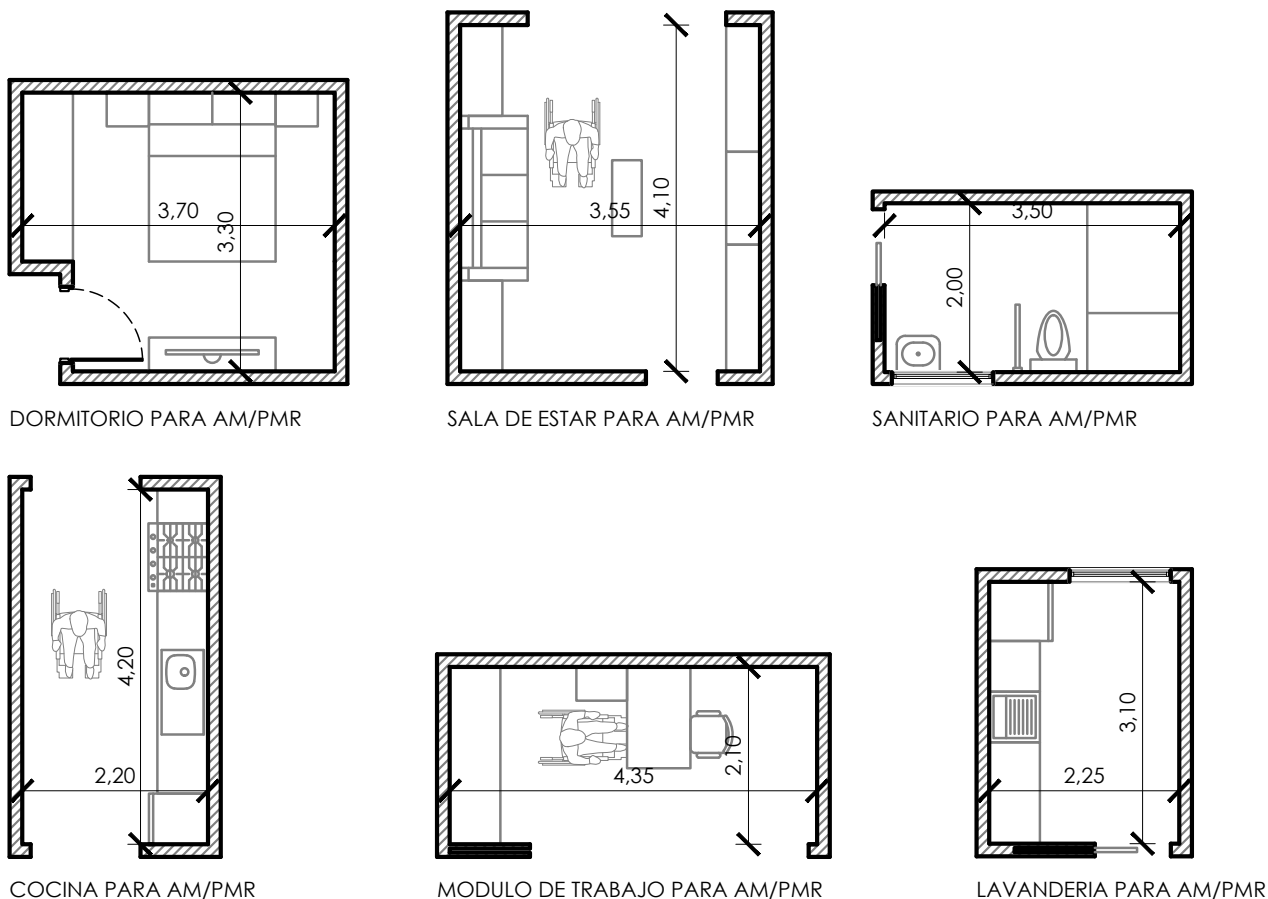 3,70
3,30
DORMITORIO PARA AM/PMR
3,55
4,10
SALA DE ESTAR PARA AM/PMR
3,50
2,00
SANITARIO PARA AM/PMR
4,20
2,20
COCINA PARA AM/PMR
2,10
4,35
MODULO DE TRABAJO PARA AM/PMR
3,10
2,25
LAVANDERIA PARA AM/PMR